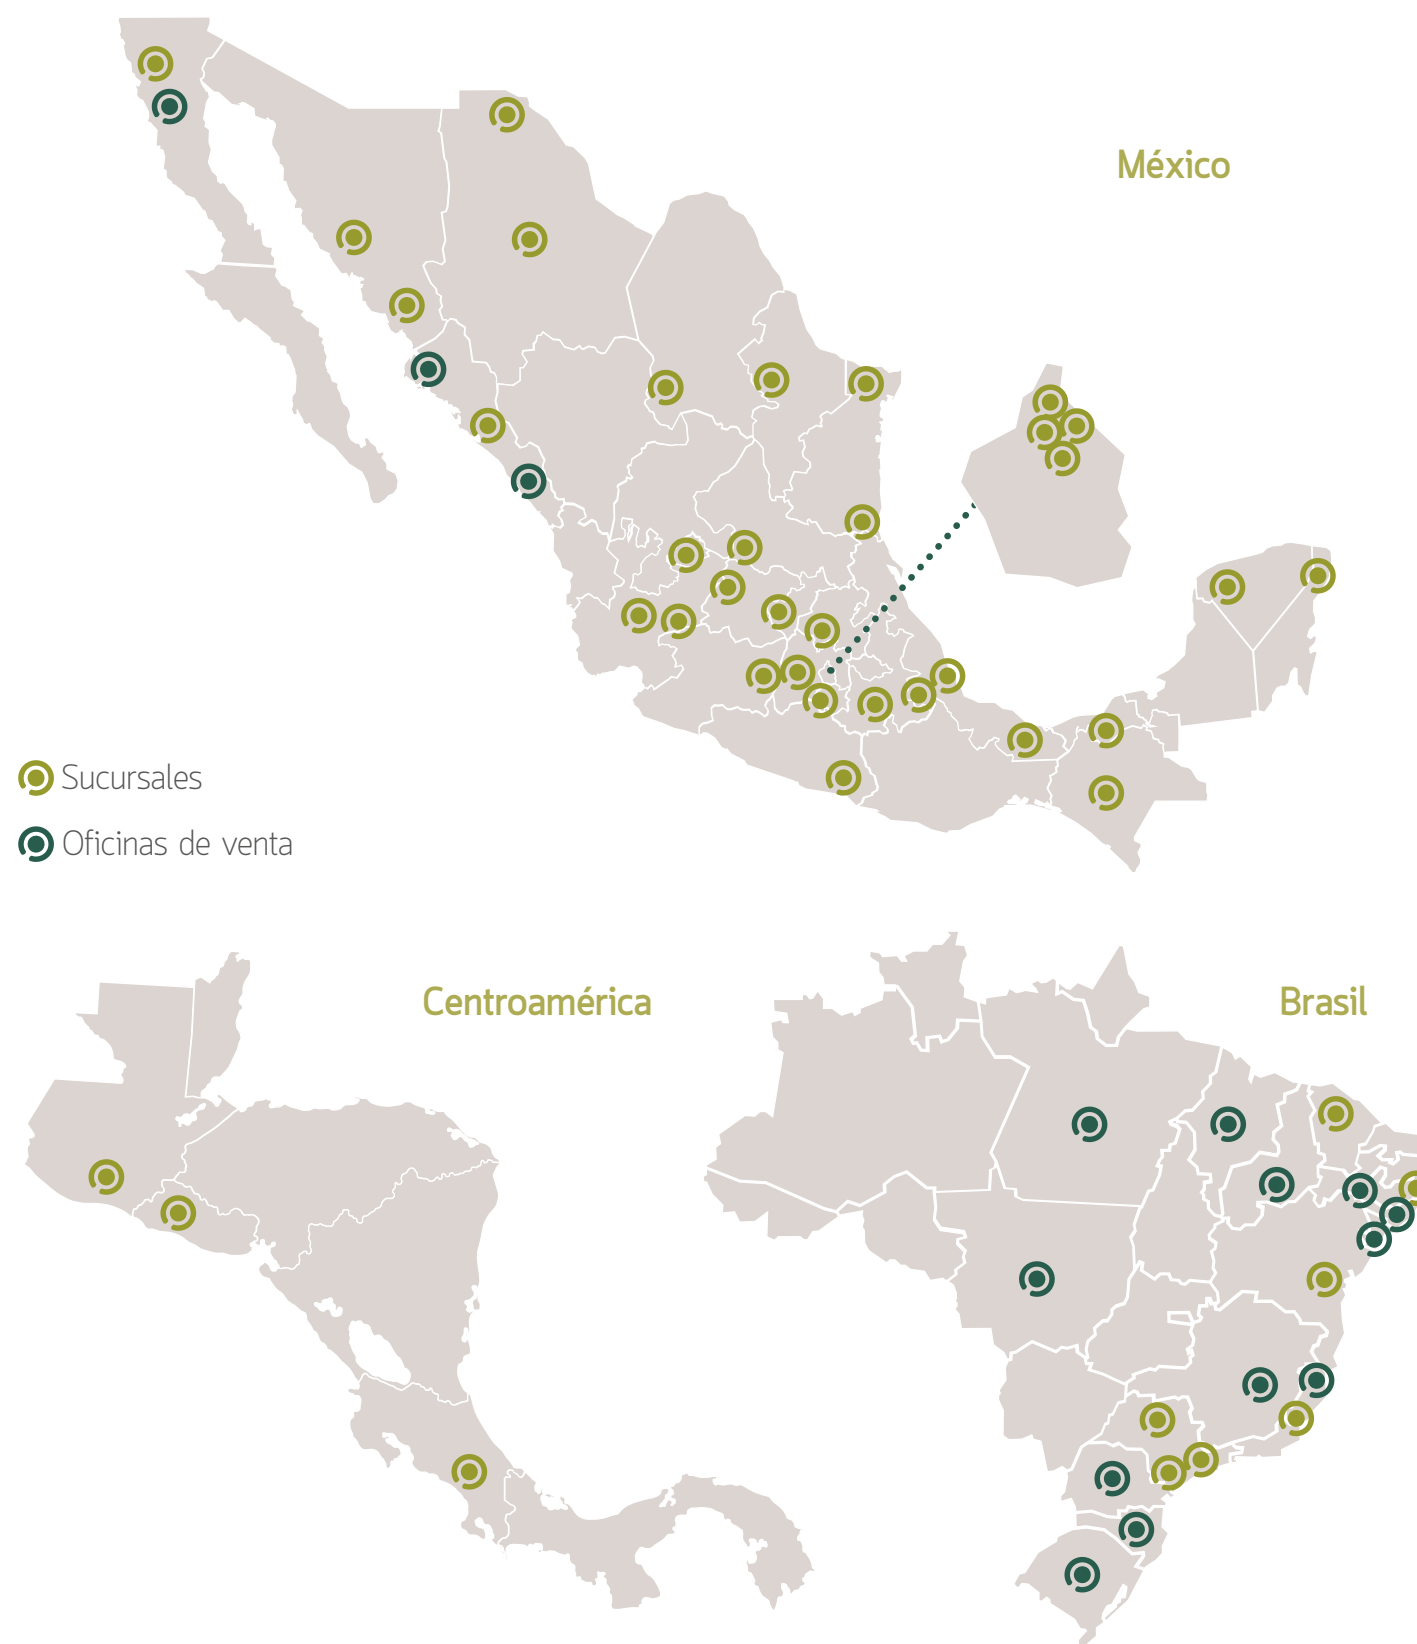 México
Sucursales
Oficinas de venta
Centroamérica
Brasil